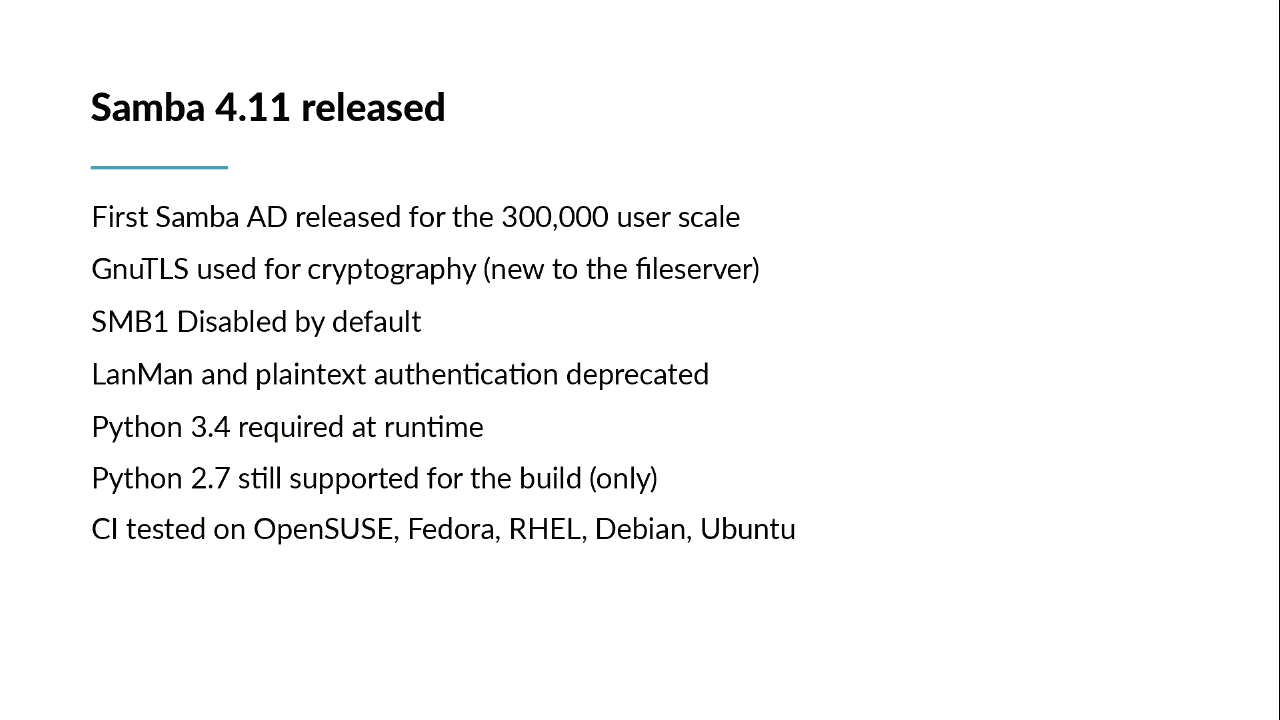 Samba 4.11 released
First Samba AD released for the 300,000 user scale
GnuTLS used for cryptography (new to the fileserver)
SMB1 Disabled by default
LanMan and plaintext authentication deprecated
Python 3.4 required at runtime
Python 2.7 still supported for the build (only)
CI tested on OpenSUSE, Fedora, RHEL, Debian, Ubuntu